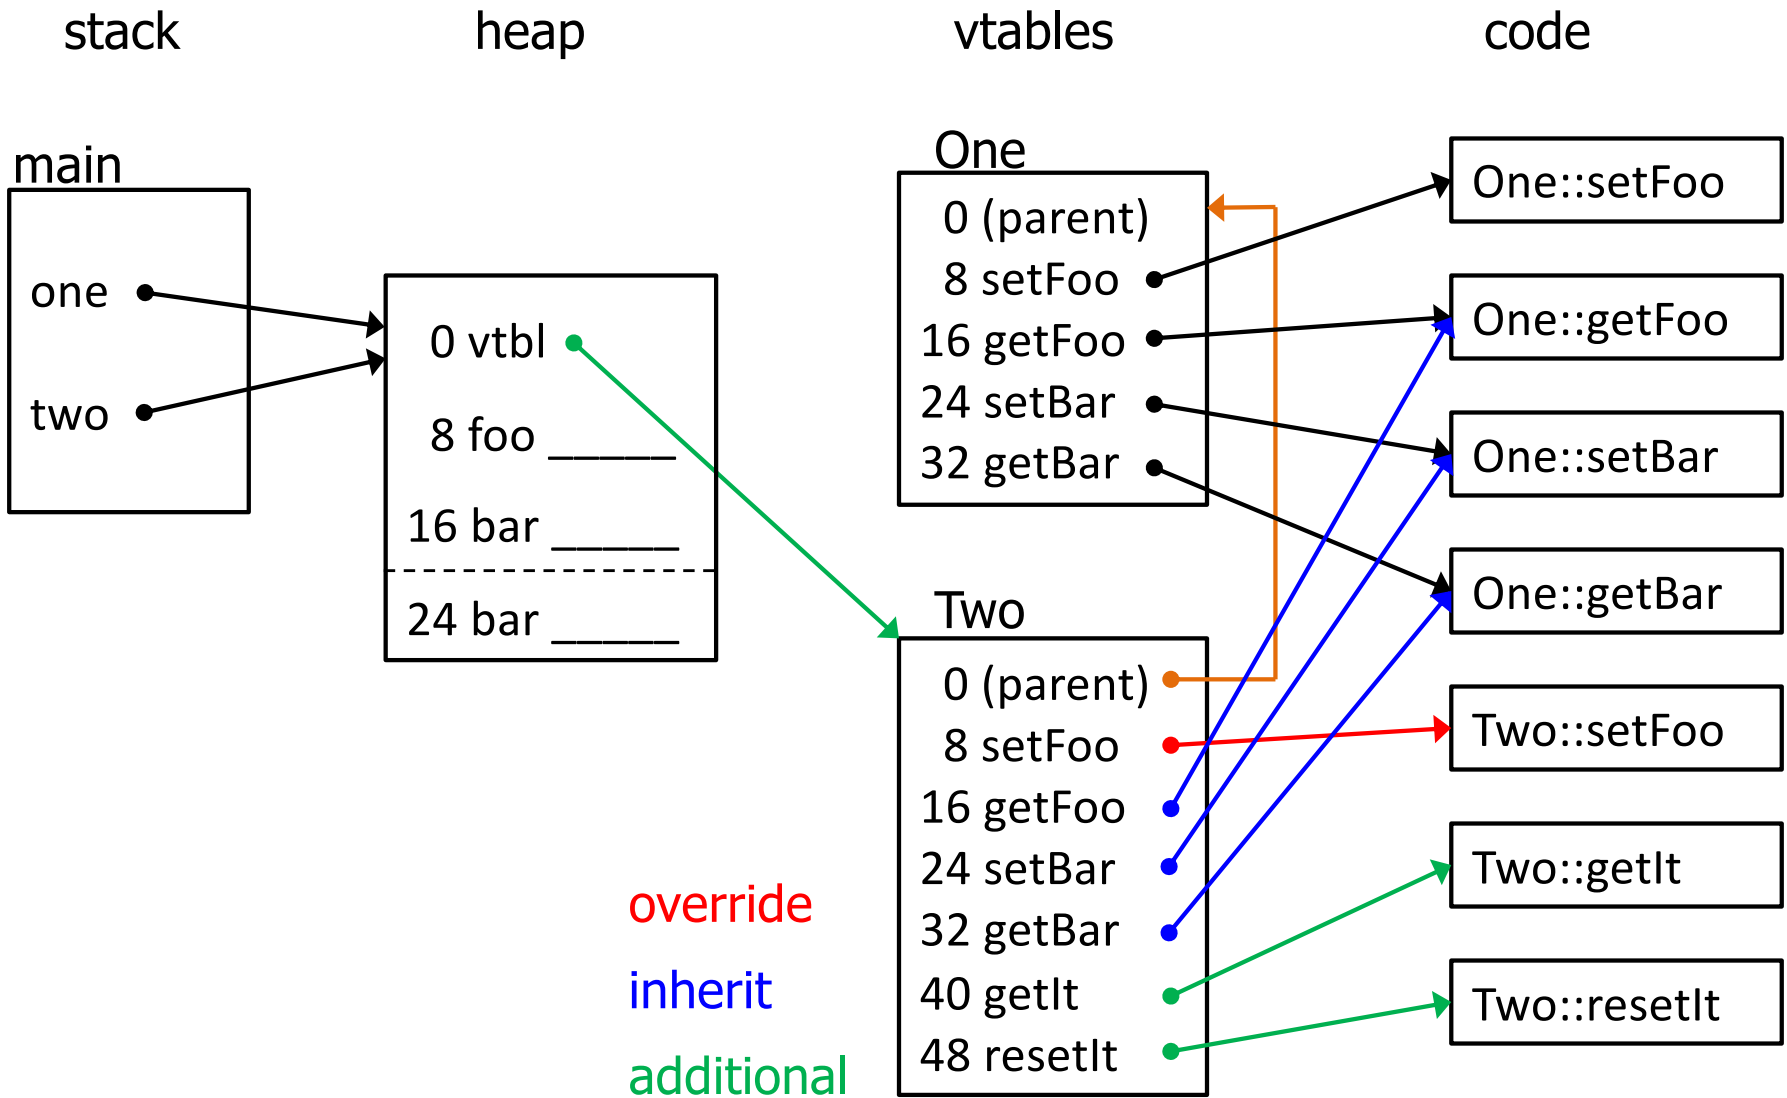 stack
heap
vtables
code
main
one
two
0 vtbl
8 foo _____
16 bar _____
24 bar _____
One
0 (parent)
8 setFoo
16 getFoo
24 setBar
32 getBar
Two
0 (parent)
8 setFoo
16 getFoo
24 setBar
32 getBar
40 getIt
48 resetIt
One::setFoo
One::getFoo
One::setBar
One::getBar
Two::setFoo
Two::getIt
Two::resetIt
override
inherit
additional